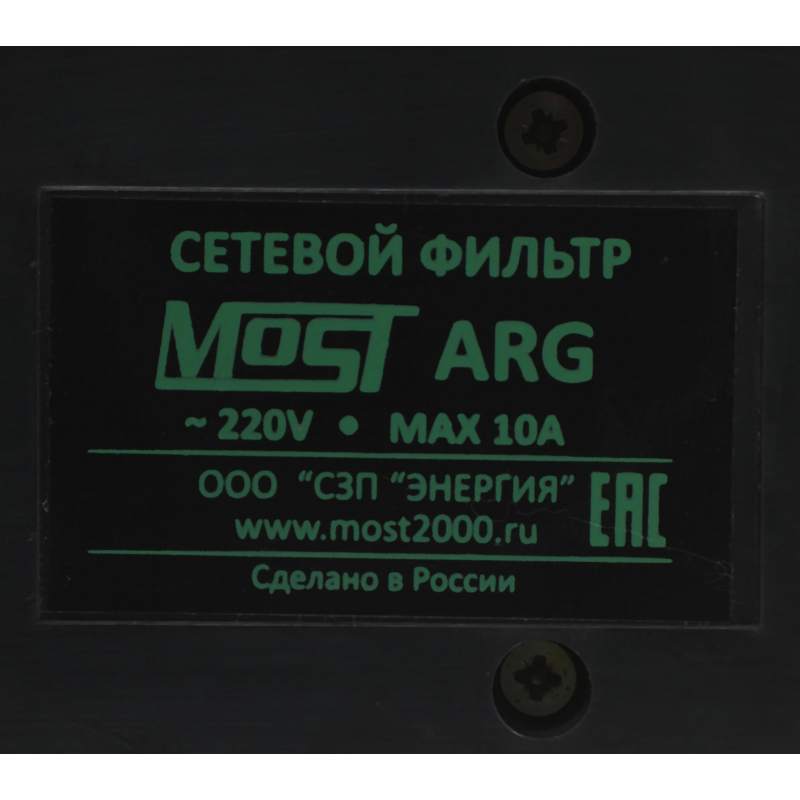 СЕТЕВОЙ ФИЛЬТР
MOST ARG
~ 220V • MAX 10A
ООО "СЗП "ЭНЕРГИЯ"
www.most2000.ru
EAC
Сделано в России